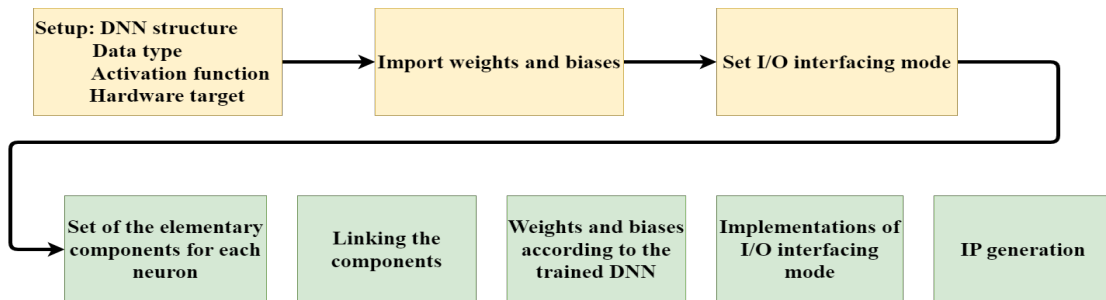 Setup: DNN structure
Data type
Activation function
Hardware target
Import weights and biases
Set I/O interfacing mode
Set of the elementary
components for each
neuron
Linking the
components
Weights and biases
according to the
trained DNN
Implementations of
I/O interfacing
mode
IP generation